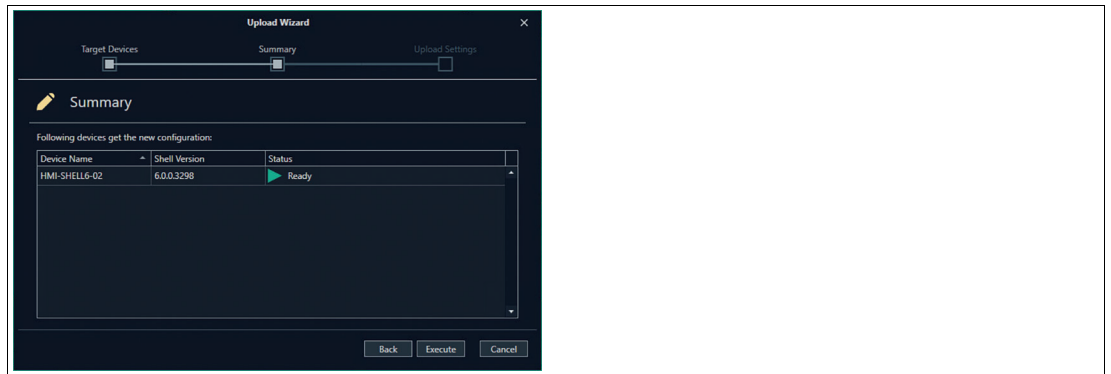 Upload Wizard
Target Devices Summary Upload Settings
Summary
Following devices get the new configuration:
Device Name Shell Version Status
HMI-SHELL6-02 6.0.0.3298 Ready
Back Execute Cancel